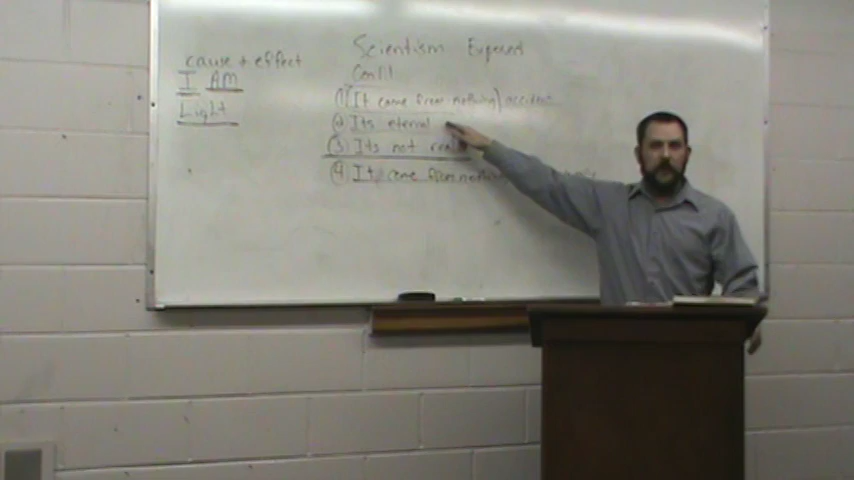 cause + effect
I AM
Light
Scientism Exposed
① (It came from nothing) accident
② Its eternal
③ Its not real
④ It came from nothing